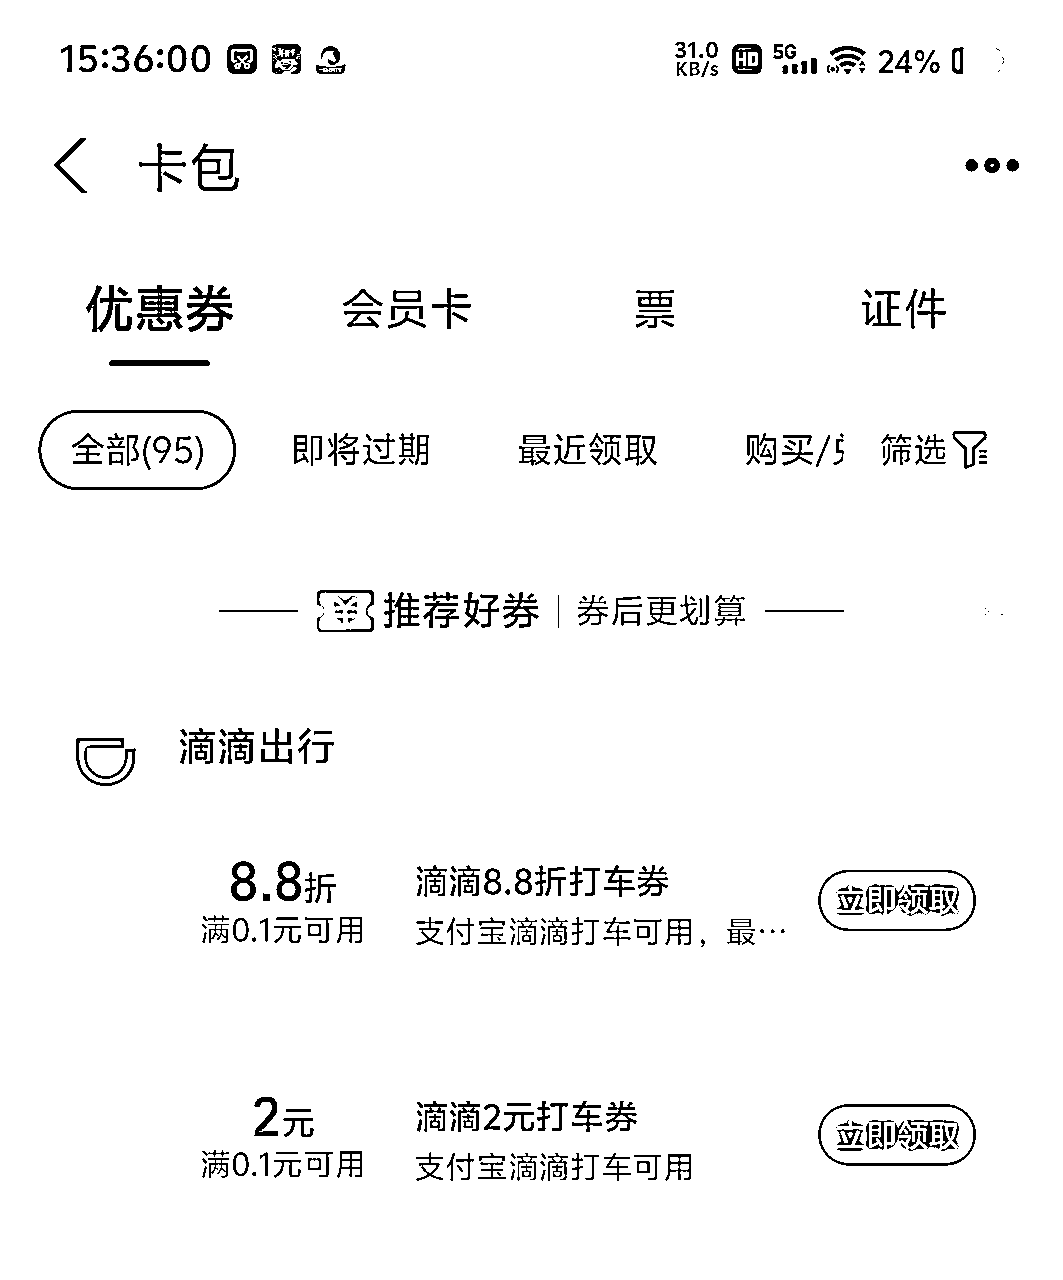 15:36:00 31.0 KB/s HD 5G 24%
卡包
优惠券 会员卡 票 证件
全部(95) 即将过期 最近领取 购买/ 筛选
推荐好券 | 券后更划算
滴滴出行
8.8折 滴滴8.8折打车券 立即领取
满0.1元可用 支付宝滴滴打车可用，最…
2元 滴滴2元打车券 立即领取
满0.1元可用 支付宝滴滴打车可用